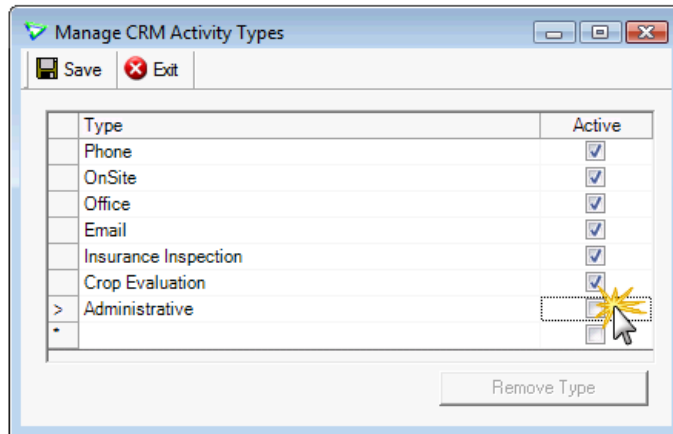 Manage CRM Activity Types
Save Exit
Type Active
Phone
OnSite
Office
Email
Insurance Inspection
Crop Evaluation
> Administrative
*
Remove Type